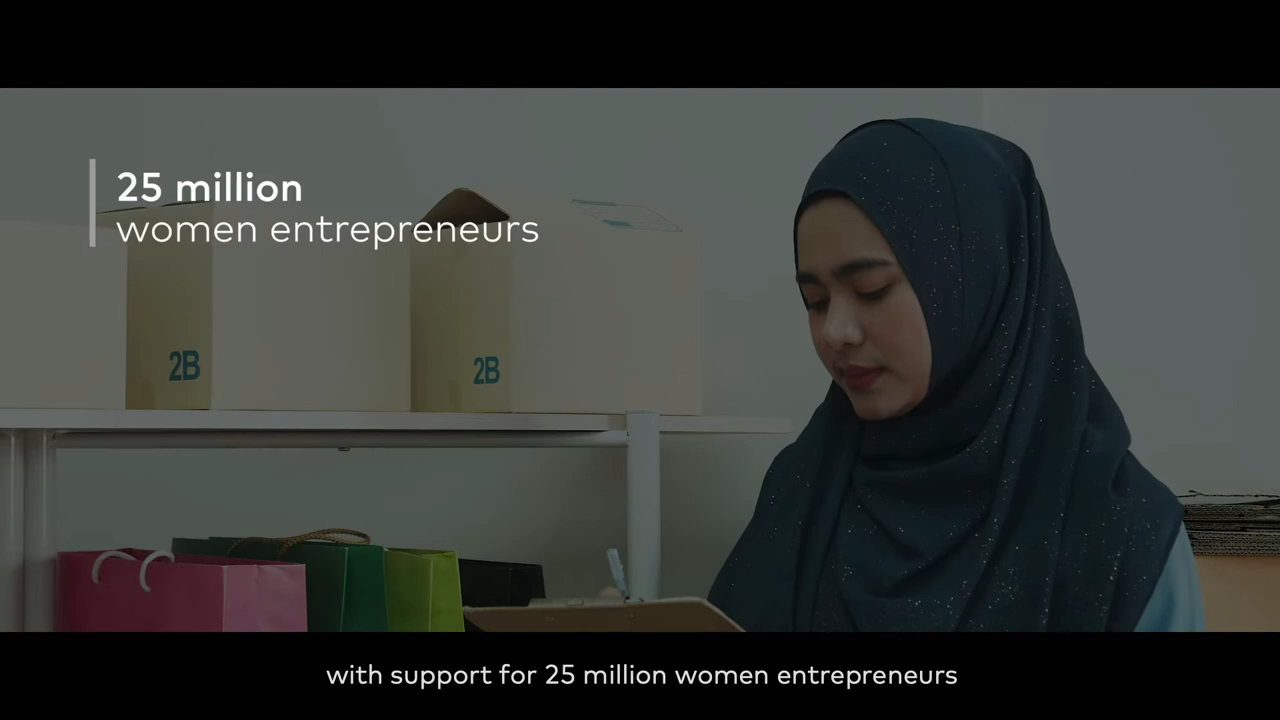 25 million
women entrepreneurs
2B
2B
with support for 25 million women entrepreneurs